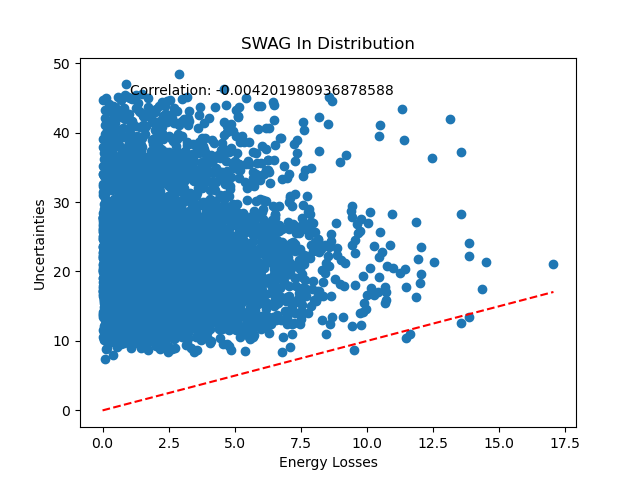 SWAG In Distribution
Correlation: -0.004201980936878588
Uncertainties
50
40
30
20
10
0
0.0 2.5 5.0 7.5 10.0 12.5 15.0 17.5
Energy Losses